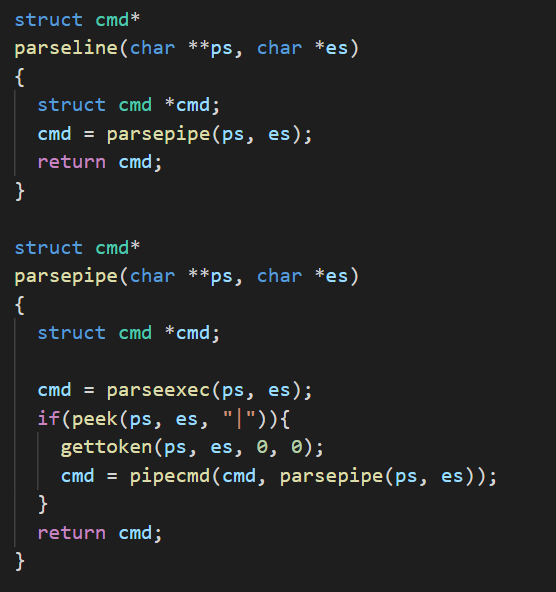 struct cmd*
parseline(char **ps, char *es)
{
  struct cmd *cmd;
  cmd = parsepipe(ps, es);
  return cmd;
}

struct cmd*
parsepipe(char **ps, char *es)
{
  struct cmd *cmd;

  cmd = parseexec(ps, es);
  if(peek(ps, es, "|")){
    gettoken(ps, es, 0, 0);
    cmd = pipecmd(cmd, parsepipe(ps, es));
  }
  return cmd;
}